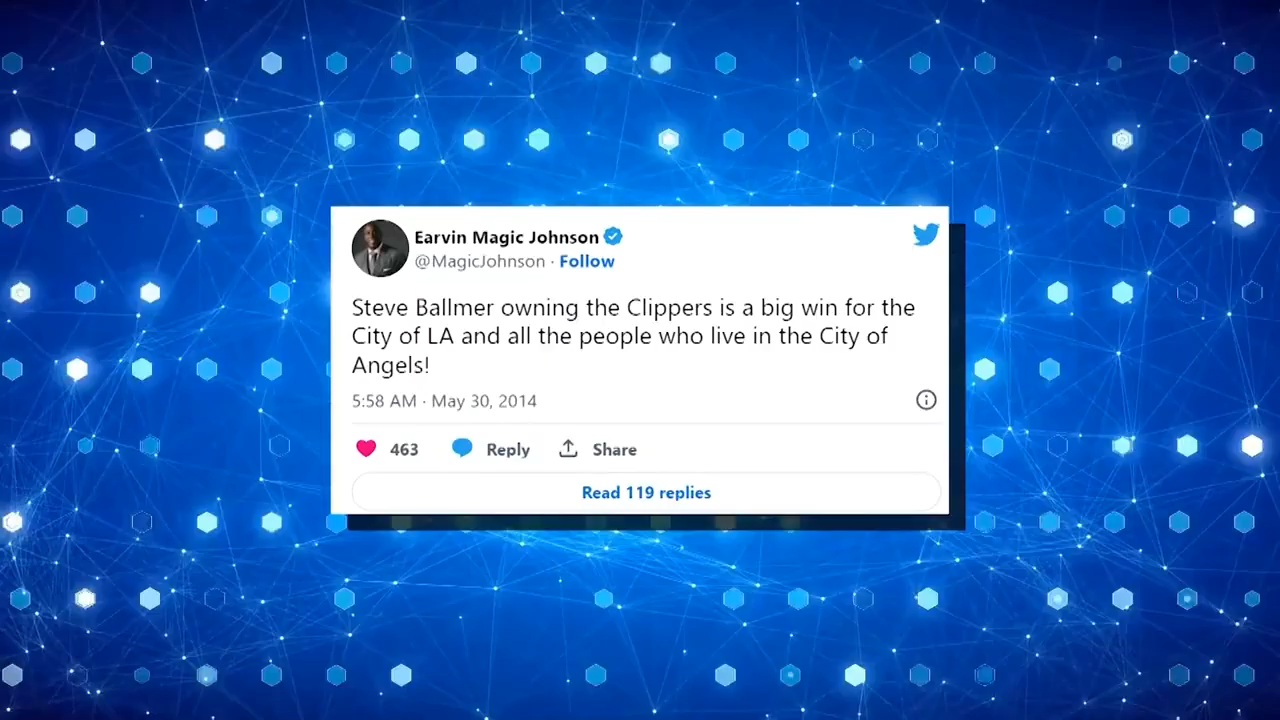 Earvin Magic Johnson
@MagicJohnson · Follow
Steve Ballmer owning the Clippers is a big win for the
City of LA and all the people who live in the City of
Angels!
5:58 AM · May 30, 2014
463 Reply Share
Read 119 replies